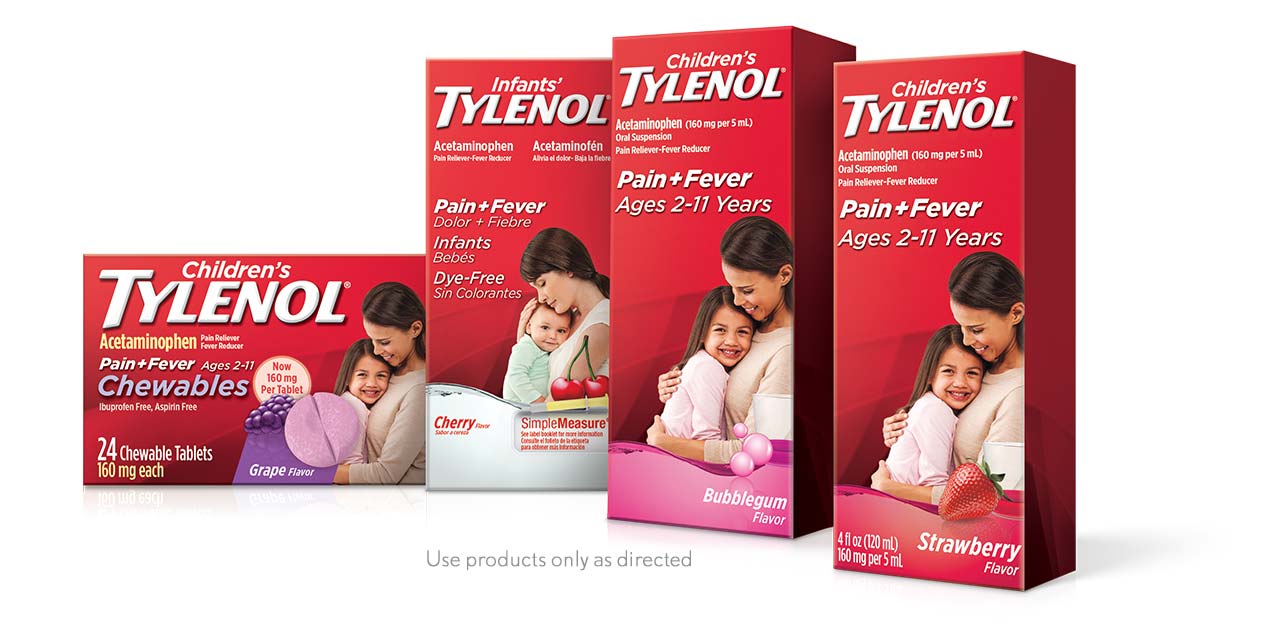 Children's
TYLENOL®
Acetaminophen Pain Reliever
Fever Reducer
Pain+Fever Ages 2-11
Chewables
Ibuprofen Free, Aspirin Free
Now
160 mg
Per Tablet
24 Chewable Tablets
160 mg each
Grape Flavor
Infants'
TYLENOL
Acetaminophen
Pain Reliever-Fever Reducer
Acetaminofén
Alivia el dolor- Baja la fiebre
Pain+Fever
Dolor + Fiebre
Infants
Bebés
Dye-Free
Sin Colorantes
Cherry Flavor
Sabor a cereza
SimpleMeasure
See label booklet for more information
Consulte el folleto de la etiqueta
para obtener más información
Children's
TYLENOL®
Acetaminophen (160 mg per 5 mL)
Oral Suspension
Pain Reliever-Fever Reducer
Pain+Fever
Ages 2-11 Years
Bubblegum
Flavor
Children's
TYLENOL®
Acetaminophen (160 mg per 5 mL)
Oral Suspension
Pain Reliever-Fever Reducer
Pain+Fever
Ages 2-11 Years
4 fl oz (120 mL)
160 mg per 5 mL
Strawberry
Flavor
Use products only as directed